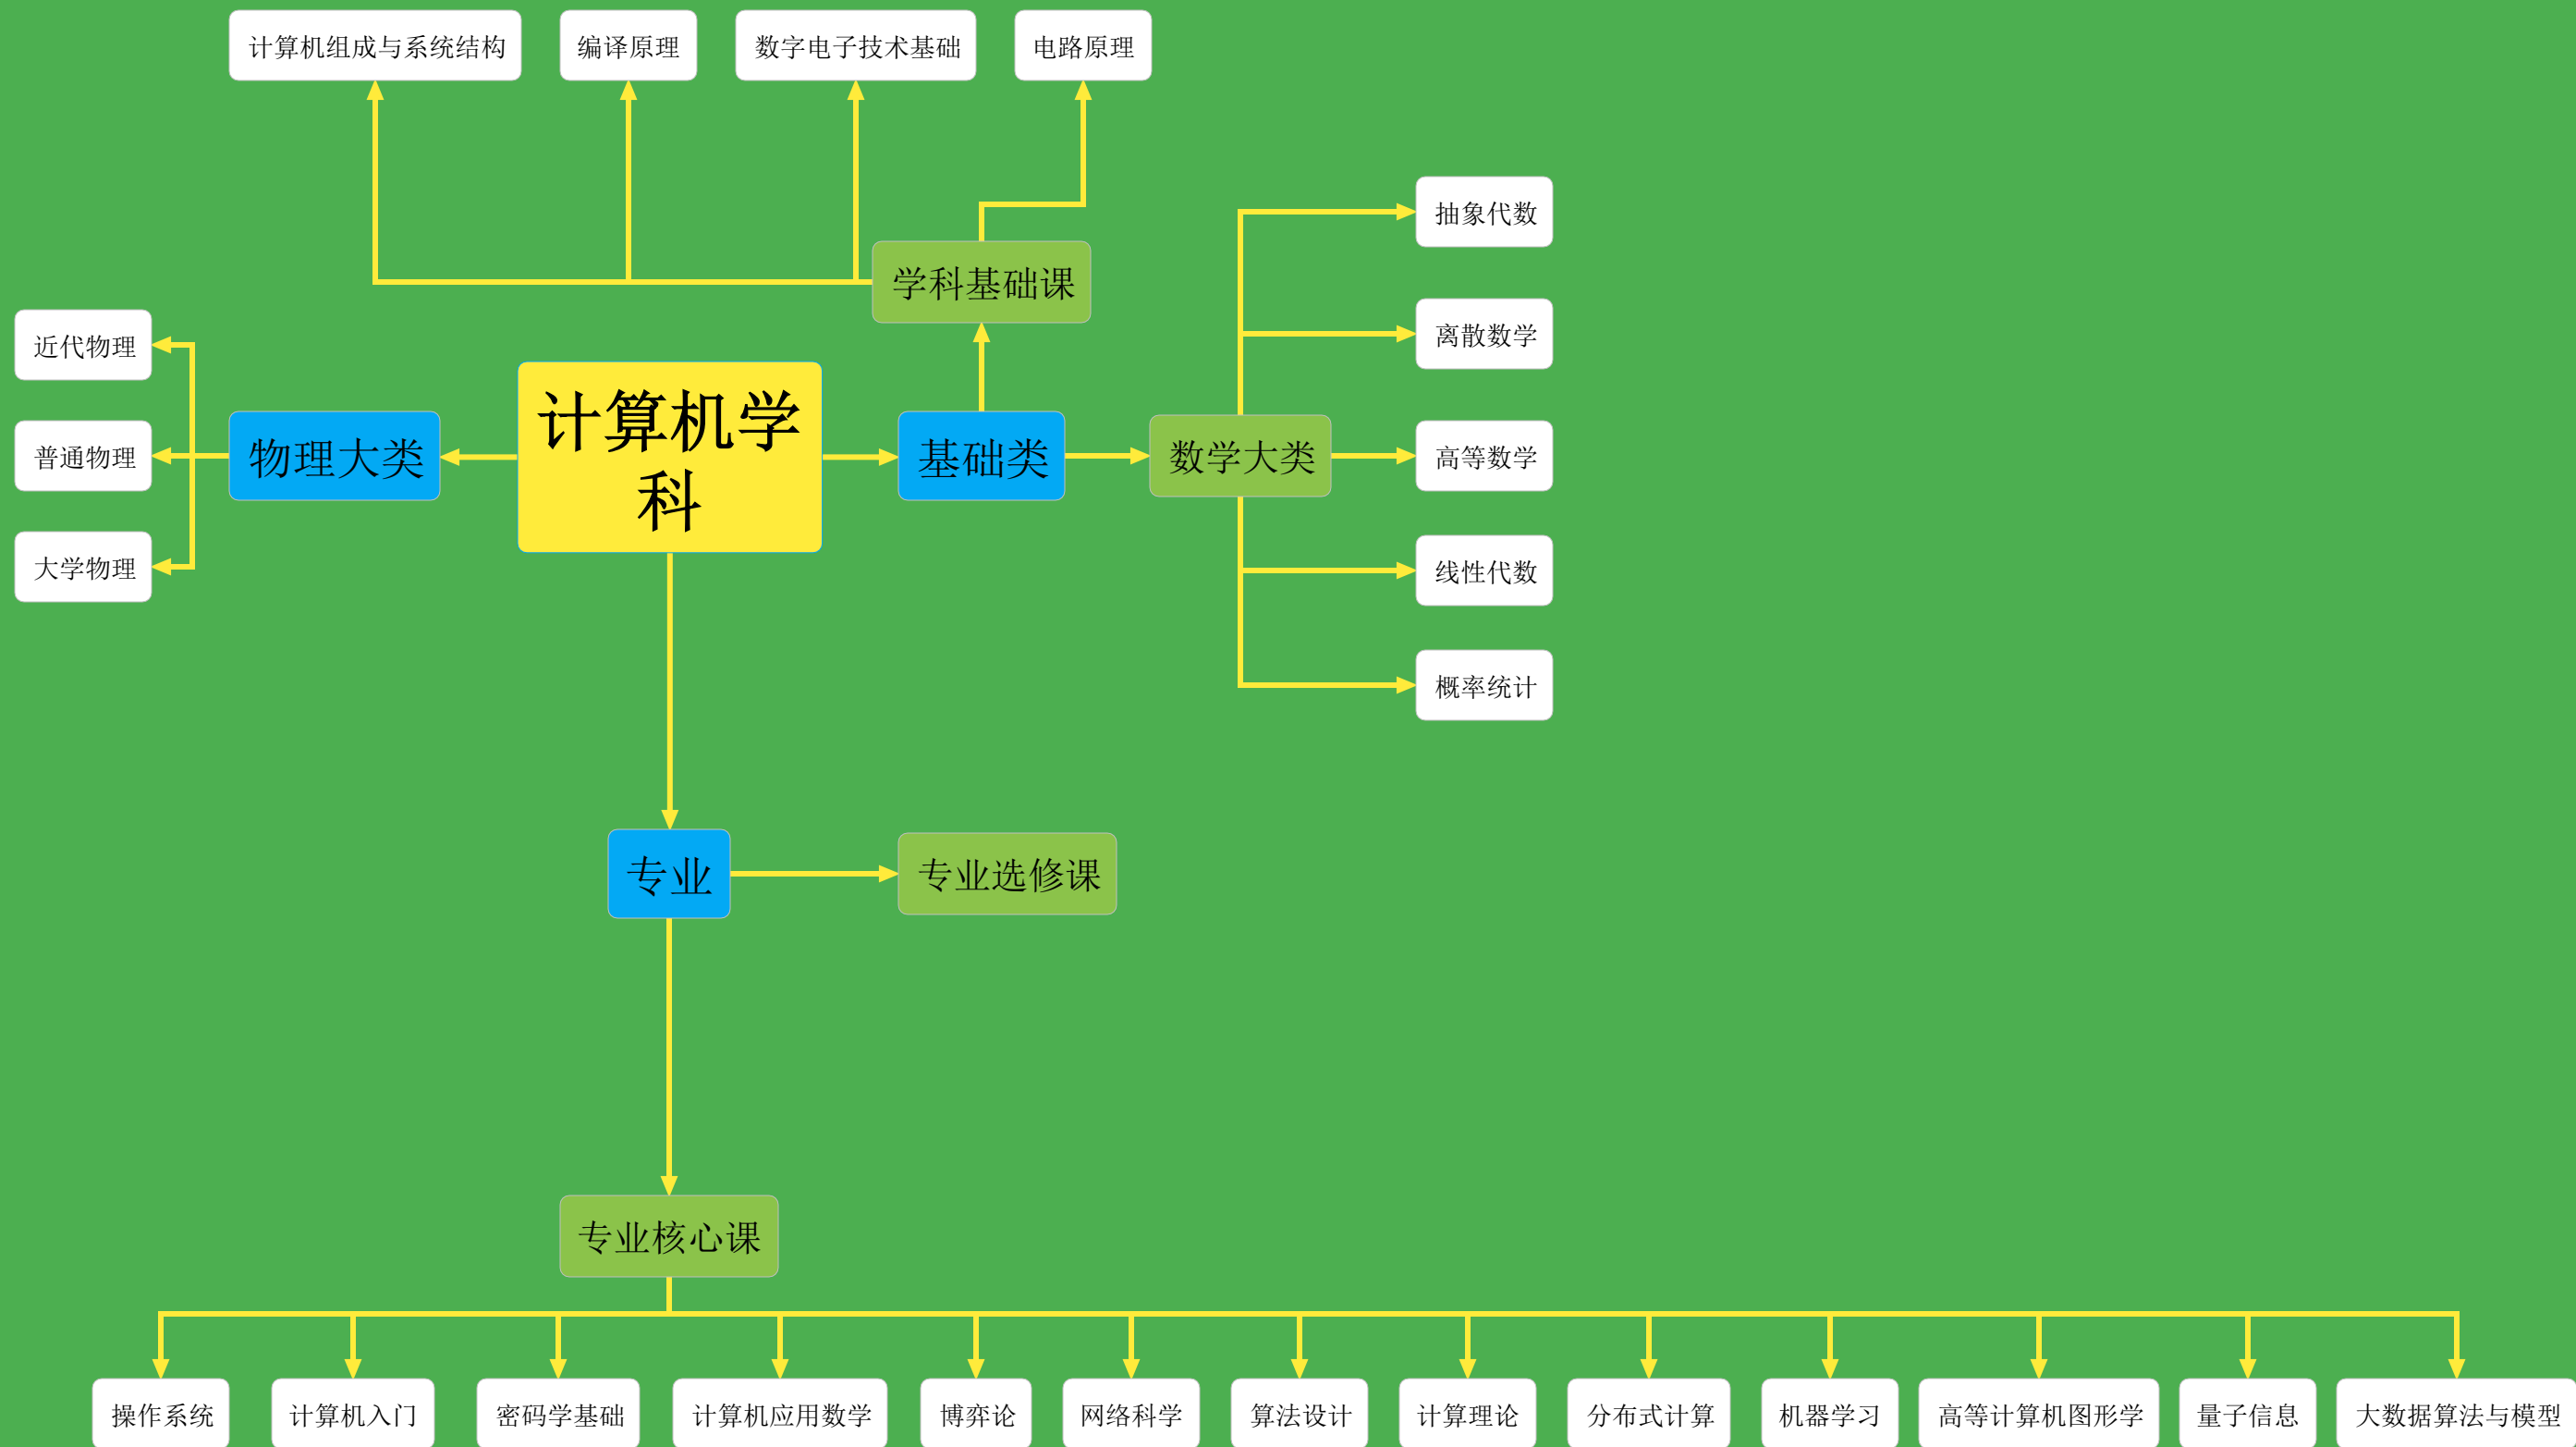 计算机组成与系统结构
编译原理
数字电子技术基础
电路原理
抽象代数
学科基础课
离散数学
近代物理
计算机学
科
物理大类
基础类
数学大类
普通物理
高等数学
大学物理
线性代数
概率统计
专业
专业选修课
专业核心课
操作系统
计算机入门
密码学基础
计算机应用数学
博弈论
网络科学
算法设计
计算理论
分布式计算
机器学习
高等计算机图形学
量子信息
大数据算法与模型